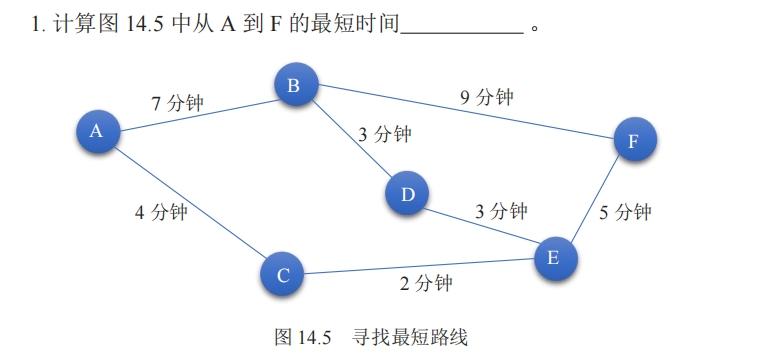 1. 计算图 14.5 中从 A 到 F 的最短时间____________ 。
B
7 分钟
9 分钟
A
3 分钟
F
D
4 分钟
3 分钟
5 分钟
E
C
2 分钟
图 14.5 寻找最短路线